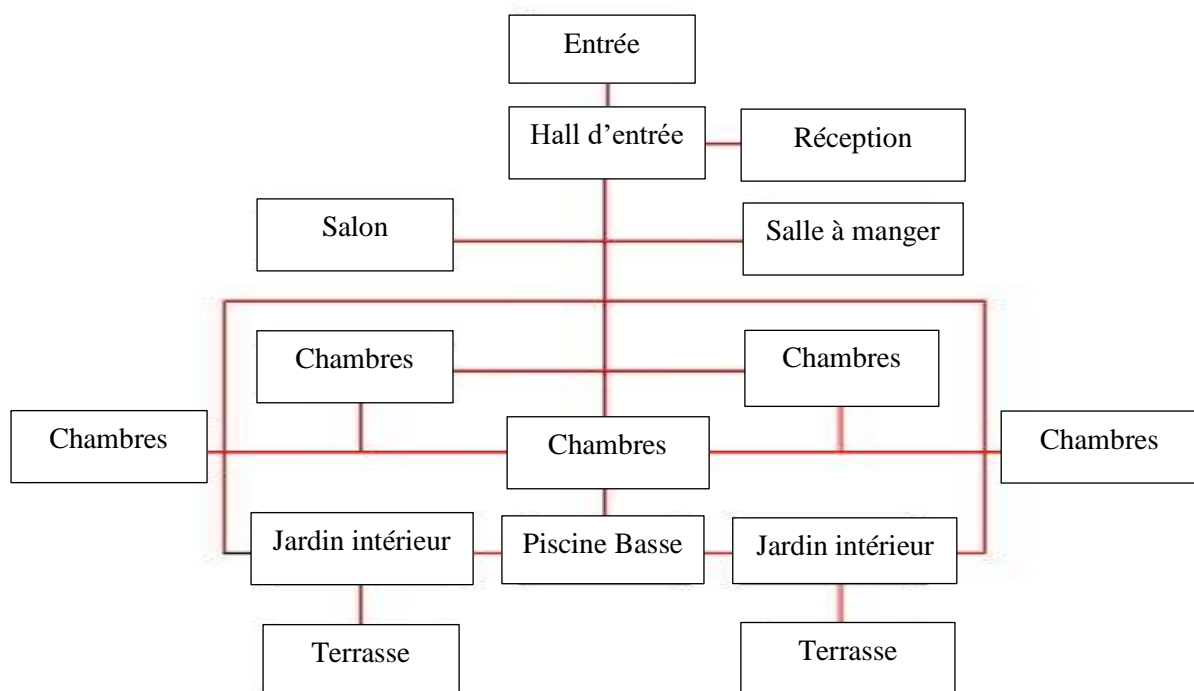 Entrée
Hall d’entrée
Réception
Salon
Salle à manger
Chambres
Chambres
Chambres
Chambres
Chambres
Jardin intérieur
Piscine Basse
Jardin intérieur
Terrasse
Terrasse